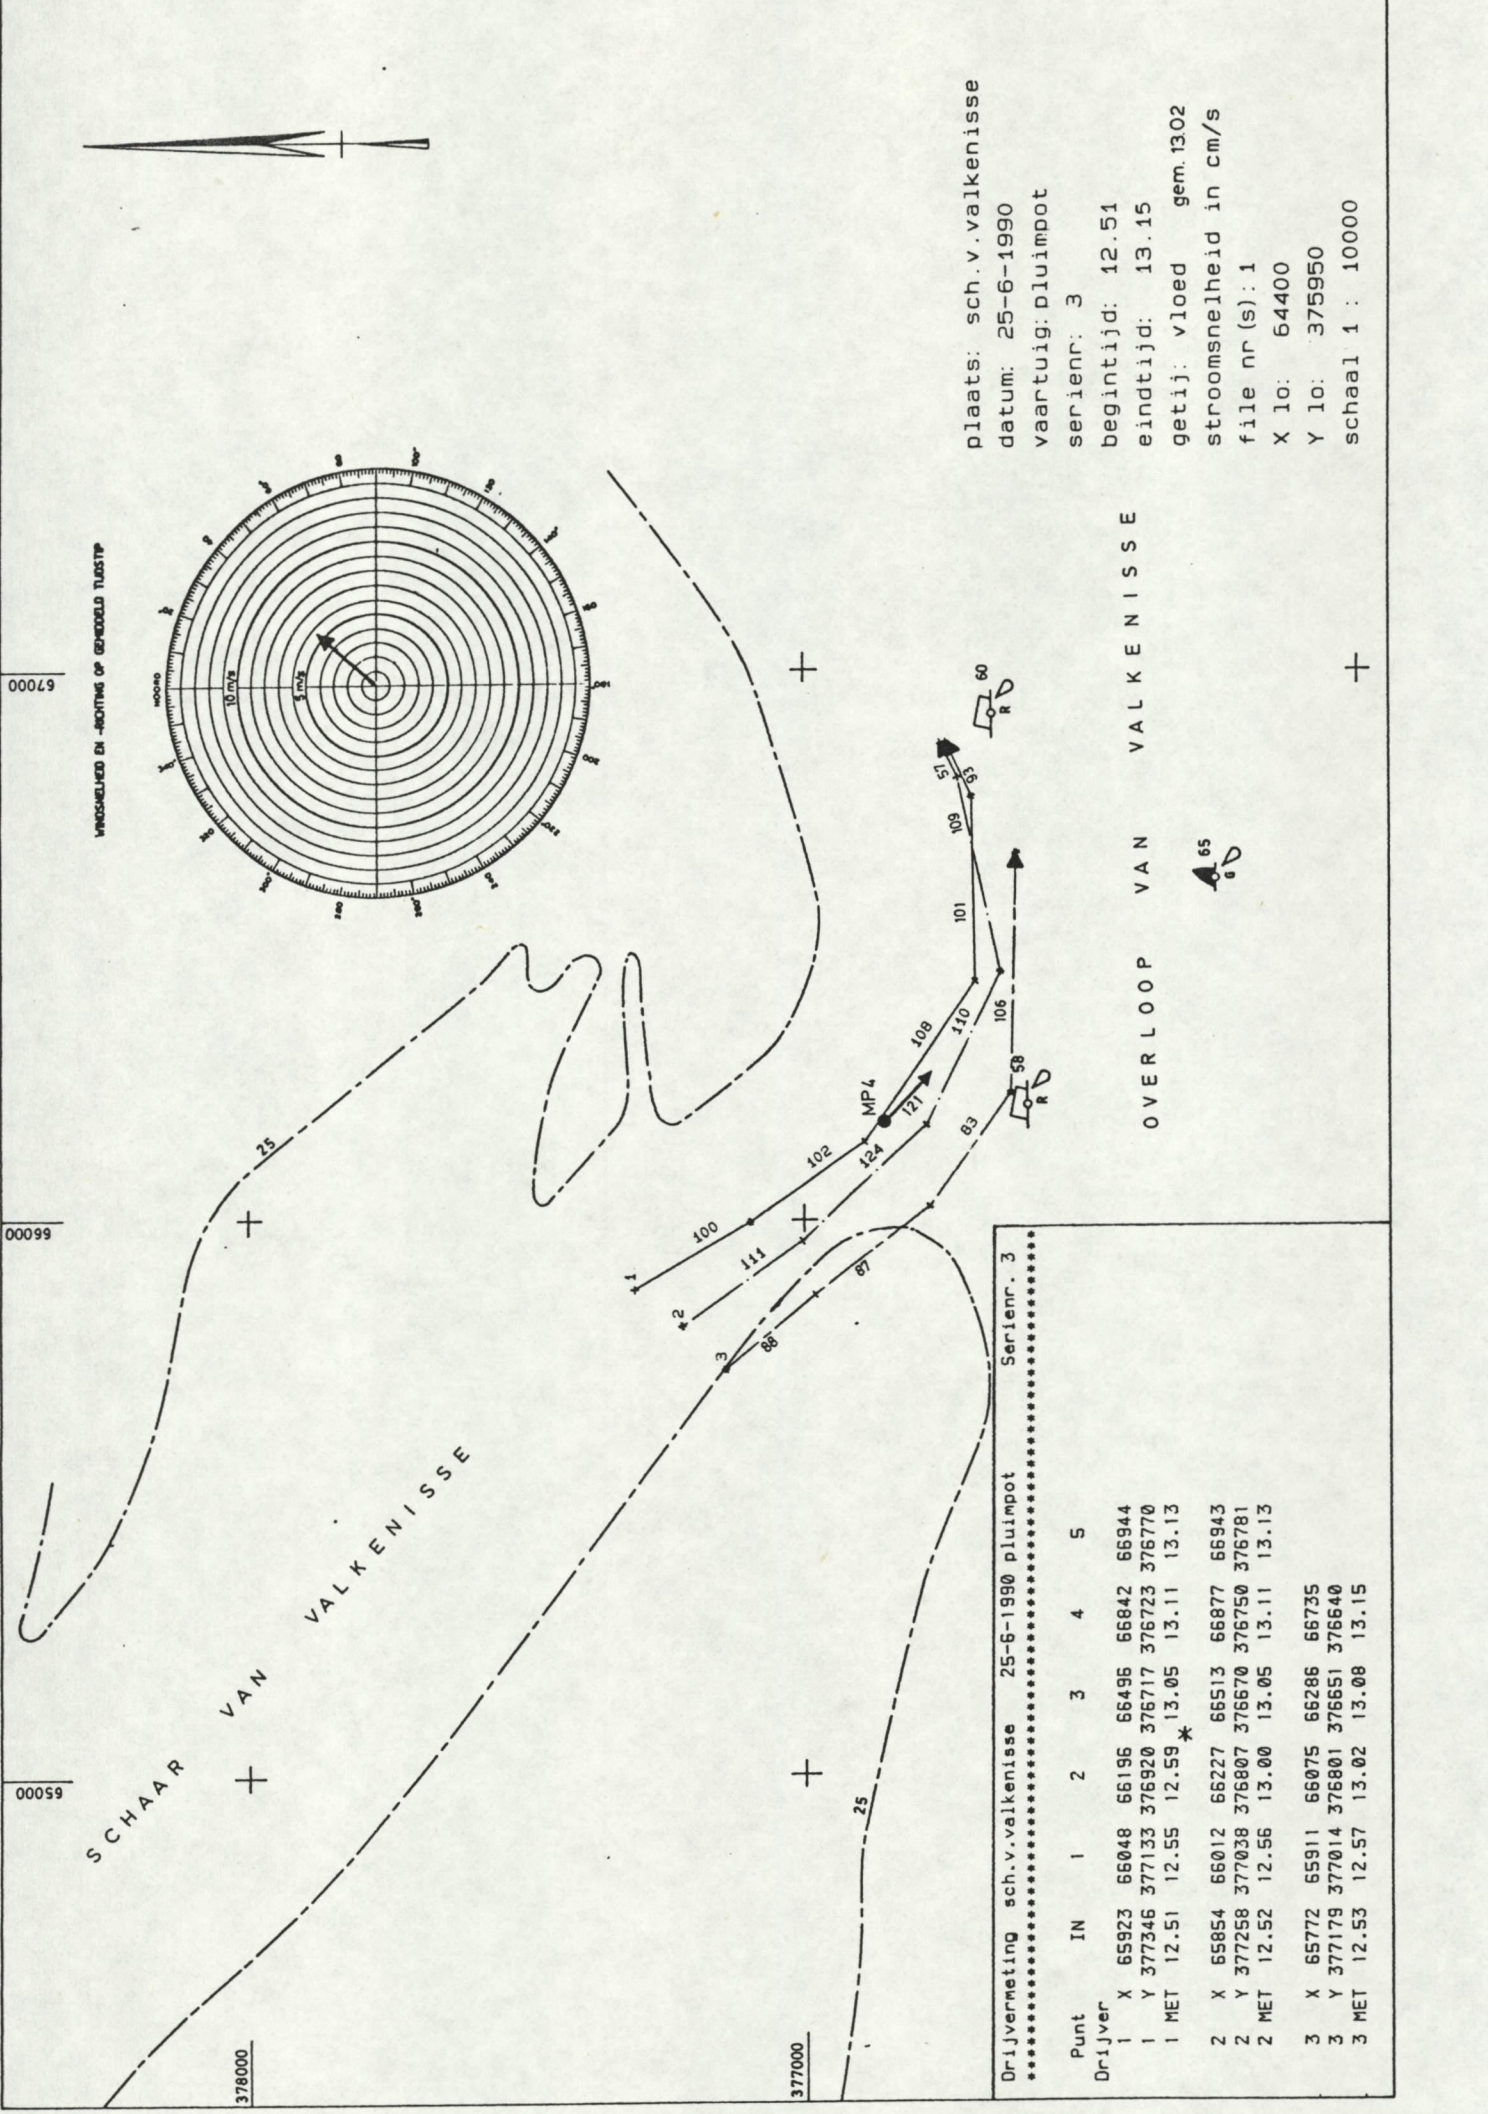 WINDSNELHEID EN -RICHTING OP GEMIDDELD TIJDSTIP
NOORD
10 m/s
5 m/s
67000
66000
65000
378000
377000
SCHAAR VAN VALKENISSE
OVERLOOP VAN VALKENISSE
25
25
1
100
102
108
101
93
2
111
124
110
109
57
3
88
87
83
106
MP4
121
58
R
60
R
65
G
plaats: sch.v.valkenisse
datum: 25-6-1990
vaartuig: pluimpot
serienr: 3
begintijd: 12.51
eindtijd: 13.15
getij: vloed gem. 13.02
stroomsnelheid in cm/s
file nr(s): 1
X lo: 64400
Y lo: 375950
schaal 1 : 10000
Drijvermeting sch.v.valkenisse 25-6-1990 pluimpot Serienr. 3
Punt IN 1 2 3 4 5
Drijver
1 X 65923 66048 66196 66496 66842 66944
1 Y 377346 377133 376920 376717 376723 376770
1 MET 12.51 12.55 12.59 * 13.05 13.11 13.13
2 X 65854 66012 66227 66513 66877 66943
2 Y 377258 377038 376807 376670 376750 376781
2 MET 12.52 12.56 13.00 13.05 13.11 13.13
3 X 65772 65911 66075 66286 66735
3 Y 377179 377014 376801 376651 376640
3 MET 12.53 12.57 13.02 13.08 13.15